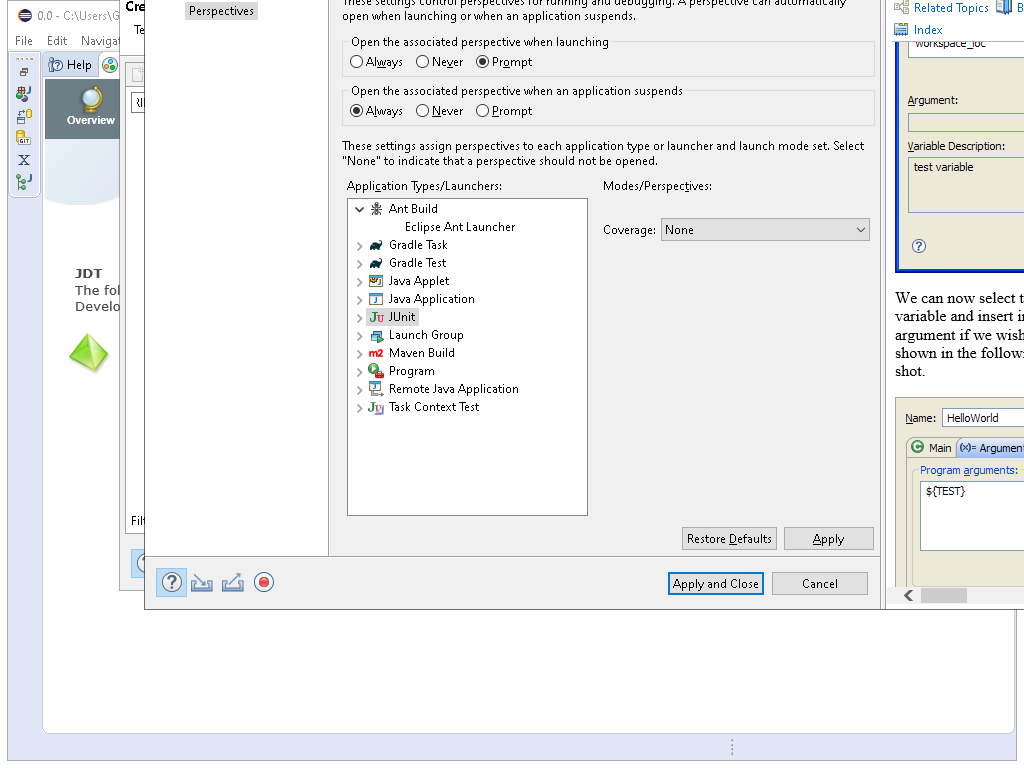 0.0 - C:\Users\G
File Edit Naviga
Help
Overview
JDT
The fol
Develo
Cre
Te
Filt
Perspectives
These settings control perspectives for running and debugging. A perspective can automatically
open when launching or when an application suspends.
Open the associated perspective when launching
Always Never Prompt
Open the associated perspective when an application suspends
Always Never Prompt
These settings assign perspectives to each application type or launcher and launch mode set. Select
"None" to indicate that a perspective should not be opened.
Application Types/Launchers:
Modes/Perspectives:
Ant Build
Eclipse Ant Launcher
Gradle Task
Gradle Test
Java Applet
Java Application
JUnit
Launch Group
Maven Build
Program
Remote Java Application
Task Context Test
Coverage: None
Restore Defaults Apply
Apply and Close Cancel
Related Topics B
Index
workspace_loc
Argument:
Variable Description:
test variable
We can now select t
variable and insert i
argument if we wish
shown in the follow
shot.
Name: HelloWorld
Main (x)= Argumen
Program arguments:
${TEST}